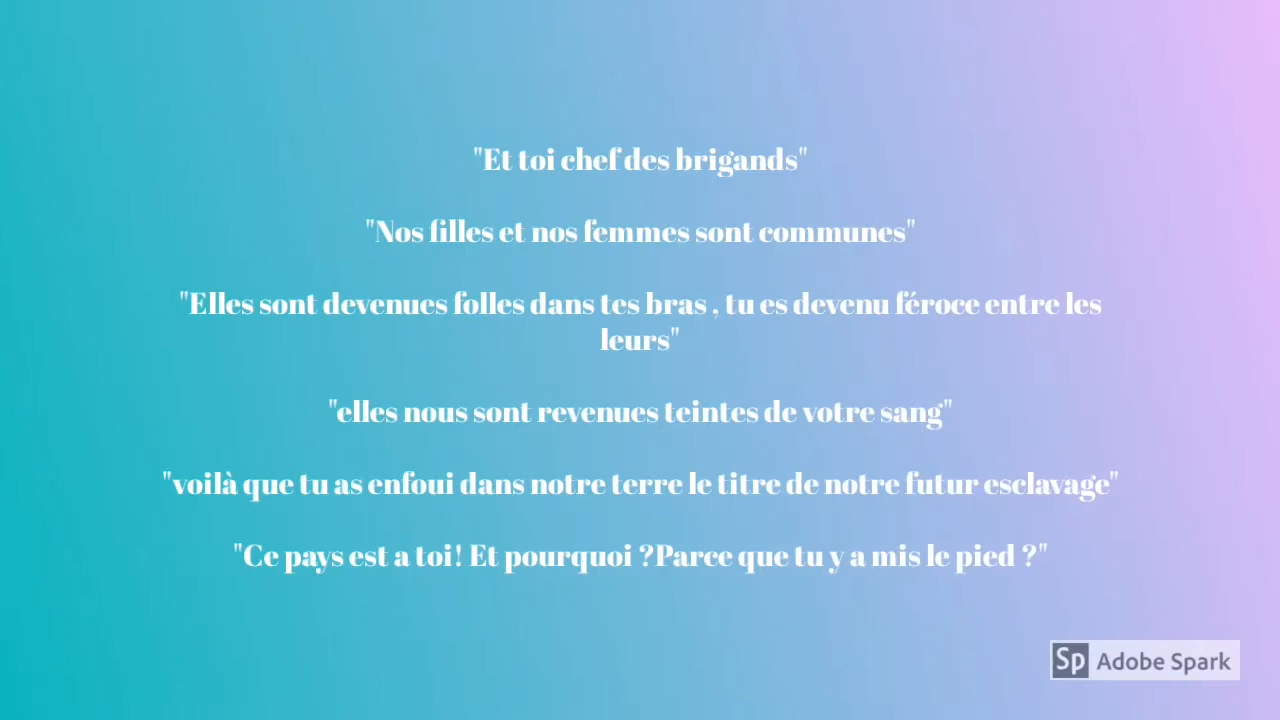 "Et toi chef des brigands"
"Nos filles et nos femmes sont communes"
"Elles sont devenues folles dans tes bras , tu es devenu féroce entre les
leurs"
"elles nous sont revenues teintes de votre sang"
"voilà que tu as enfoui dans notre terre le titre de notre futur esclavage"
"Ce pays est a toi! Et pourquoi ?Parce que tu y a mis le pied ?"
Sp Adobe Spark